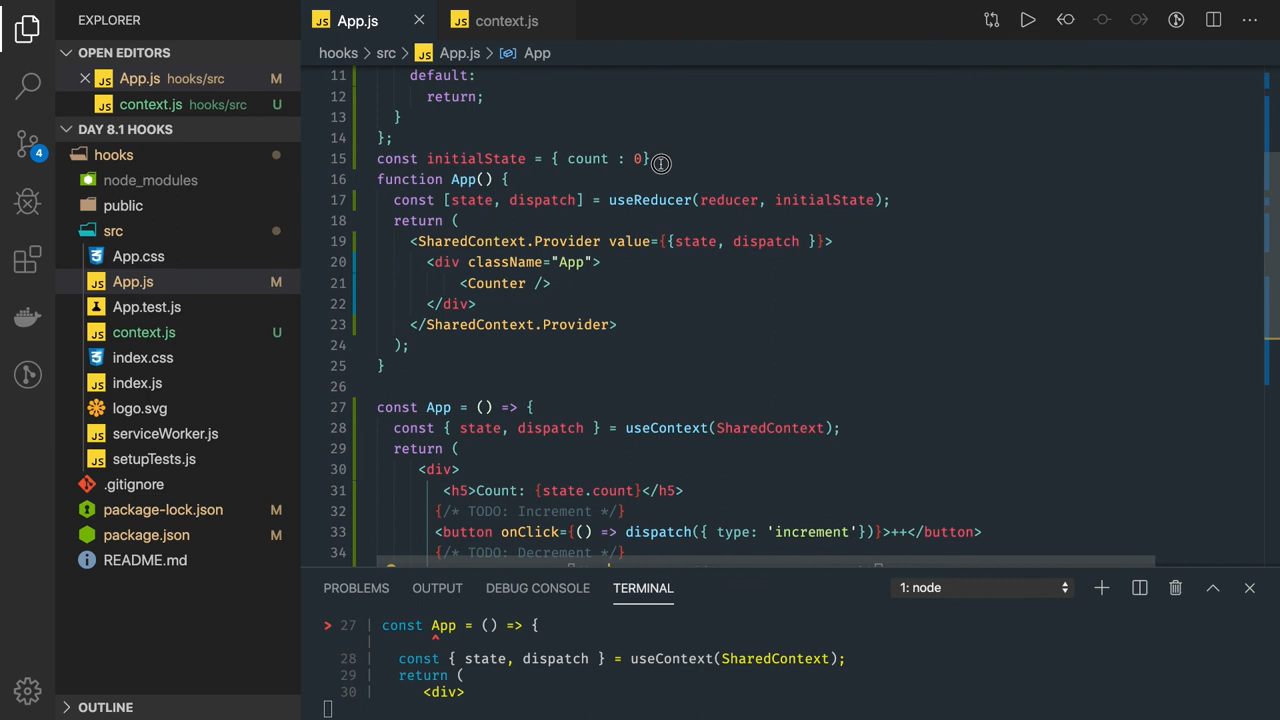 EXPLORER
OPEN EDITORS
App.js hooks/src M
context.js hooks/src U
DAY 8.1 HOOKS
hooks
node_modules
public
src
App.css
App.js M
App.test.js
context.js U
index.css
index.js
logo.svg
serviceWorker.js
setupTests.js
.gitignore
package-lock.json M
package.json M
README.md
OUTLINE
4
JS App.js
JS context.js
hooks > src > JS App.js > App
11 default:
12 return;
13 }
14 };
15 const initialState = { count : 0}
16 function App() {
17 const [state, dispatch] = useReducer(reducer, initialState);
18 return (
19 <SharedContext.Provider value={{state, dispatch }}>
20 <div className="App">
21 <Counter />
22 </div>
23 </SharedContext.Provider>
24 );
25 }
26
27 const App = () => {
28 const { state, dispatch } = useContext(SharedContext);
29 return (
30 <div>
31 <h5>Count: {state.count}</h5>
32 {/* TODO: Increment */}
33 <button onClick={() => dispatch({ type: 'increment'})}>++</button>
34 {/* TODO: Decrement */}
PROBLEMS OUTPUT DEBUG CONSOLE TERMINAL 1: node
> 27 | const App = () => {
| ^
28 | const { state, dispatch } = useContext(SharedContext);
29 | return (
30 | <div>